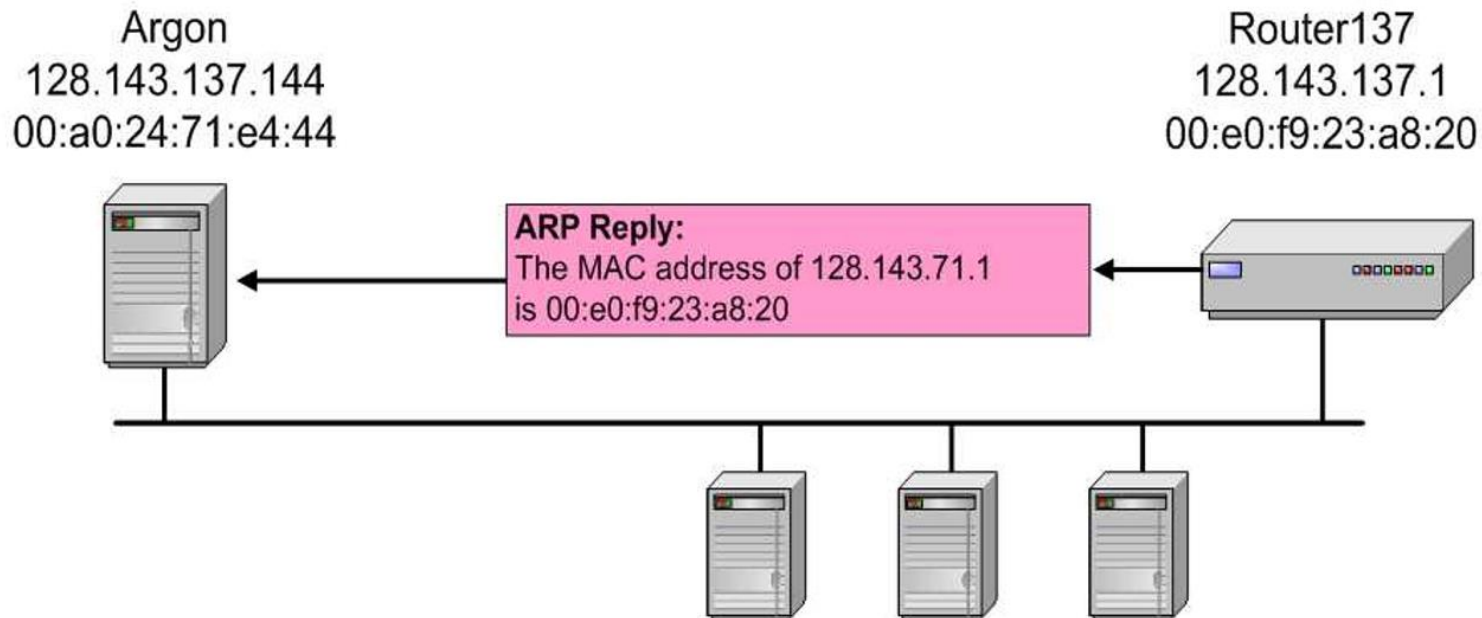 Argon
128.143.137.144
00:a0:24:71:e4:44
Router137
128.143.137.1
00:e0:f9:23:a8:20
ARP Reply:
The MAC address of 128.143.71.1
is 00:e0:f9:23:a8:20